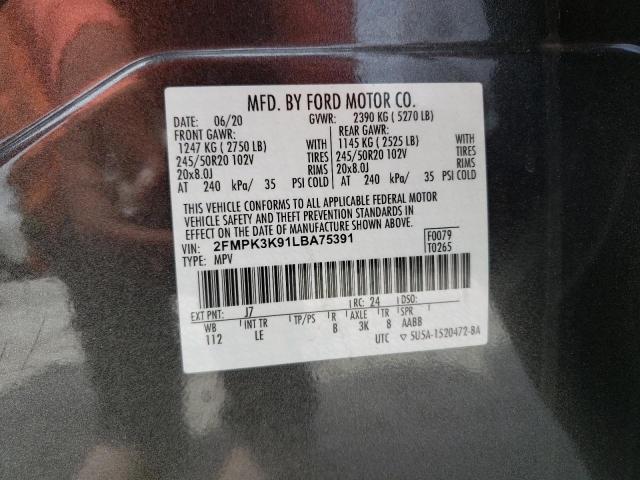 MFD. BY FORD MOTOR CO.
DATE: 06/20 GVWR: 2390 KG ( 5270 LB)
FRONT GAWR: REAR GAWR:
1247 KG ( 2750 LB) 1145 KG ( 2525 LB)
245/50R20 102V TIRES 245/50R20 102V TIRES
20x8.0J RIMS 20x8.0J RIMS
AT 240 kPa/ 35 PSI COLD AT 240 kPa/ 35 PSI COLD
THIS VEHICLE CONFORMS TO ALL APPLICABLE FEDERAL MOTOR
VEHICLE SAFETY AND THEFT PREVENTION STANDARDS IN
EFFECT ON THE DATE OF MANUFACTURE SHOWN ABOVE.
VIN: 2FMPK3K91LBA75391 F0079
TYPE: MPV T0265
EXT PNT: J7 RC: 24 DSO:
WB INT TR TP/PS R AXLE TR SPR
112 LE B 3K 8 AABB
UTC ▽ 5U5A-1520472-BA